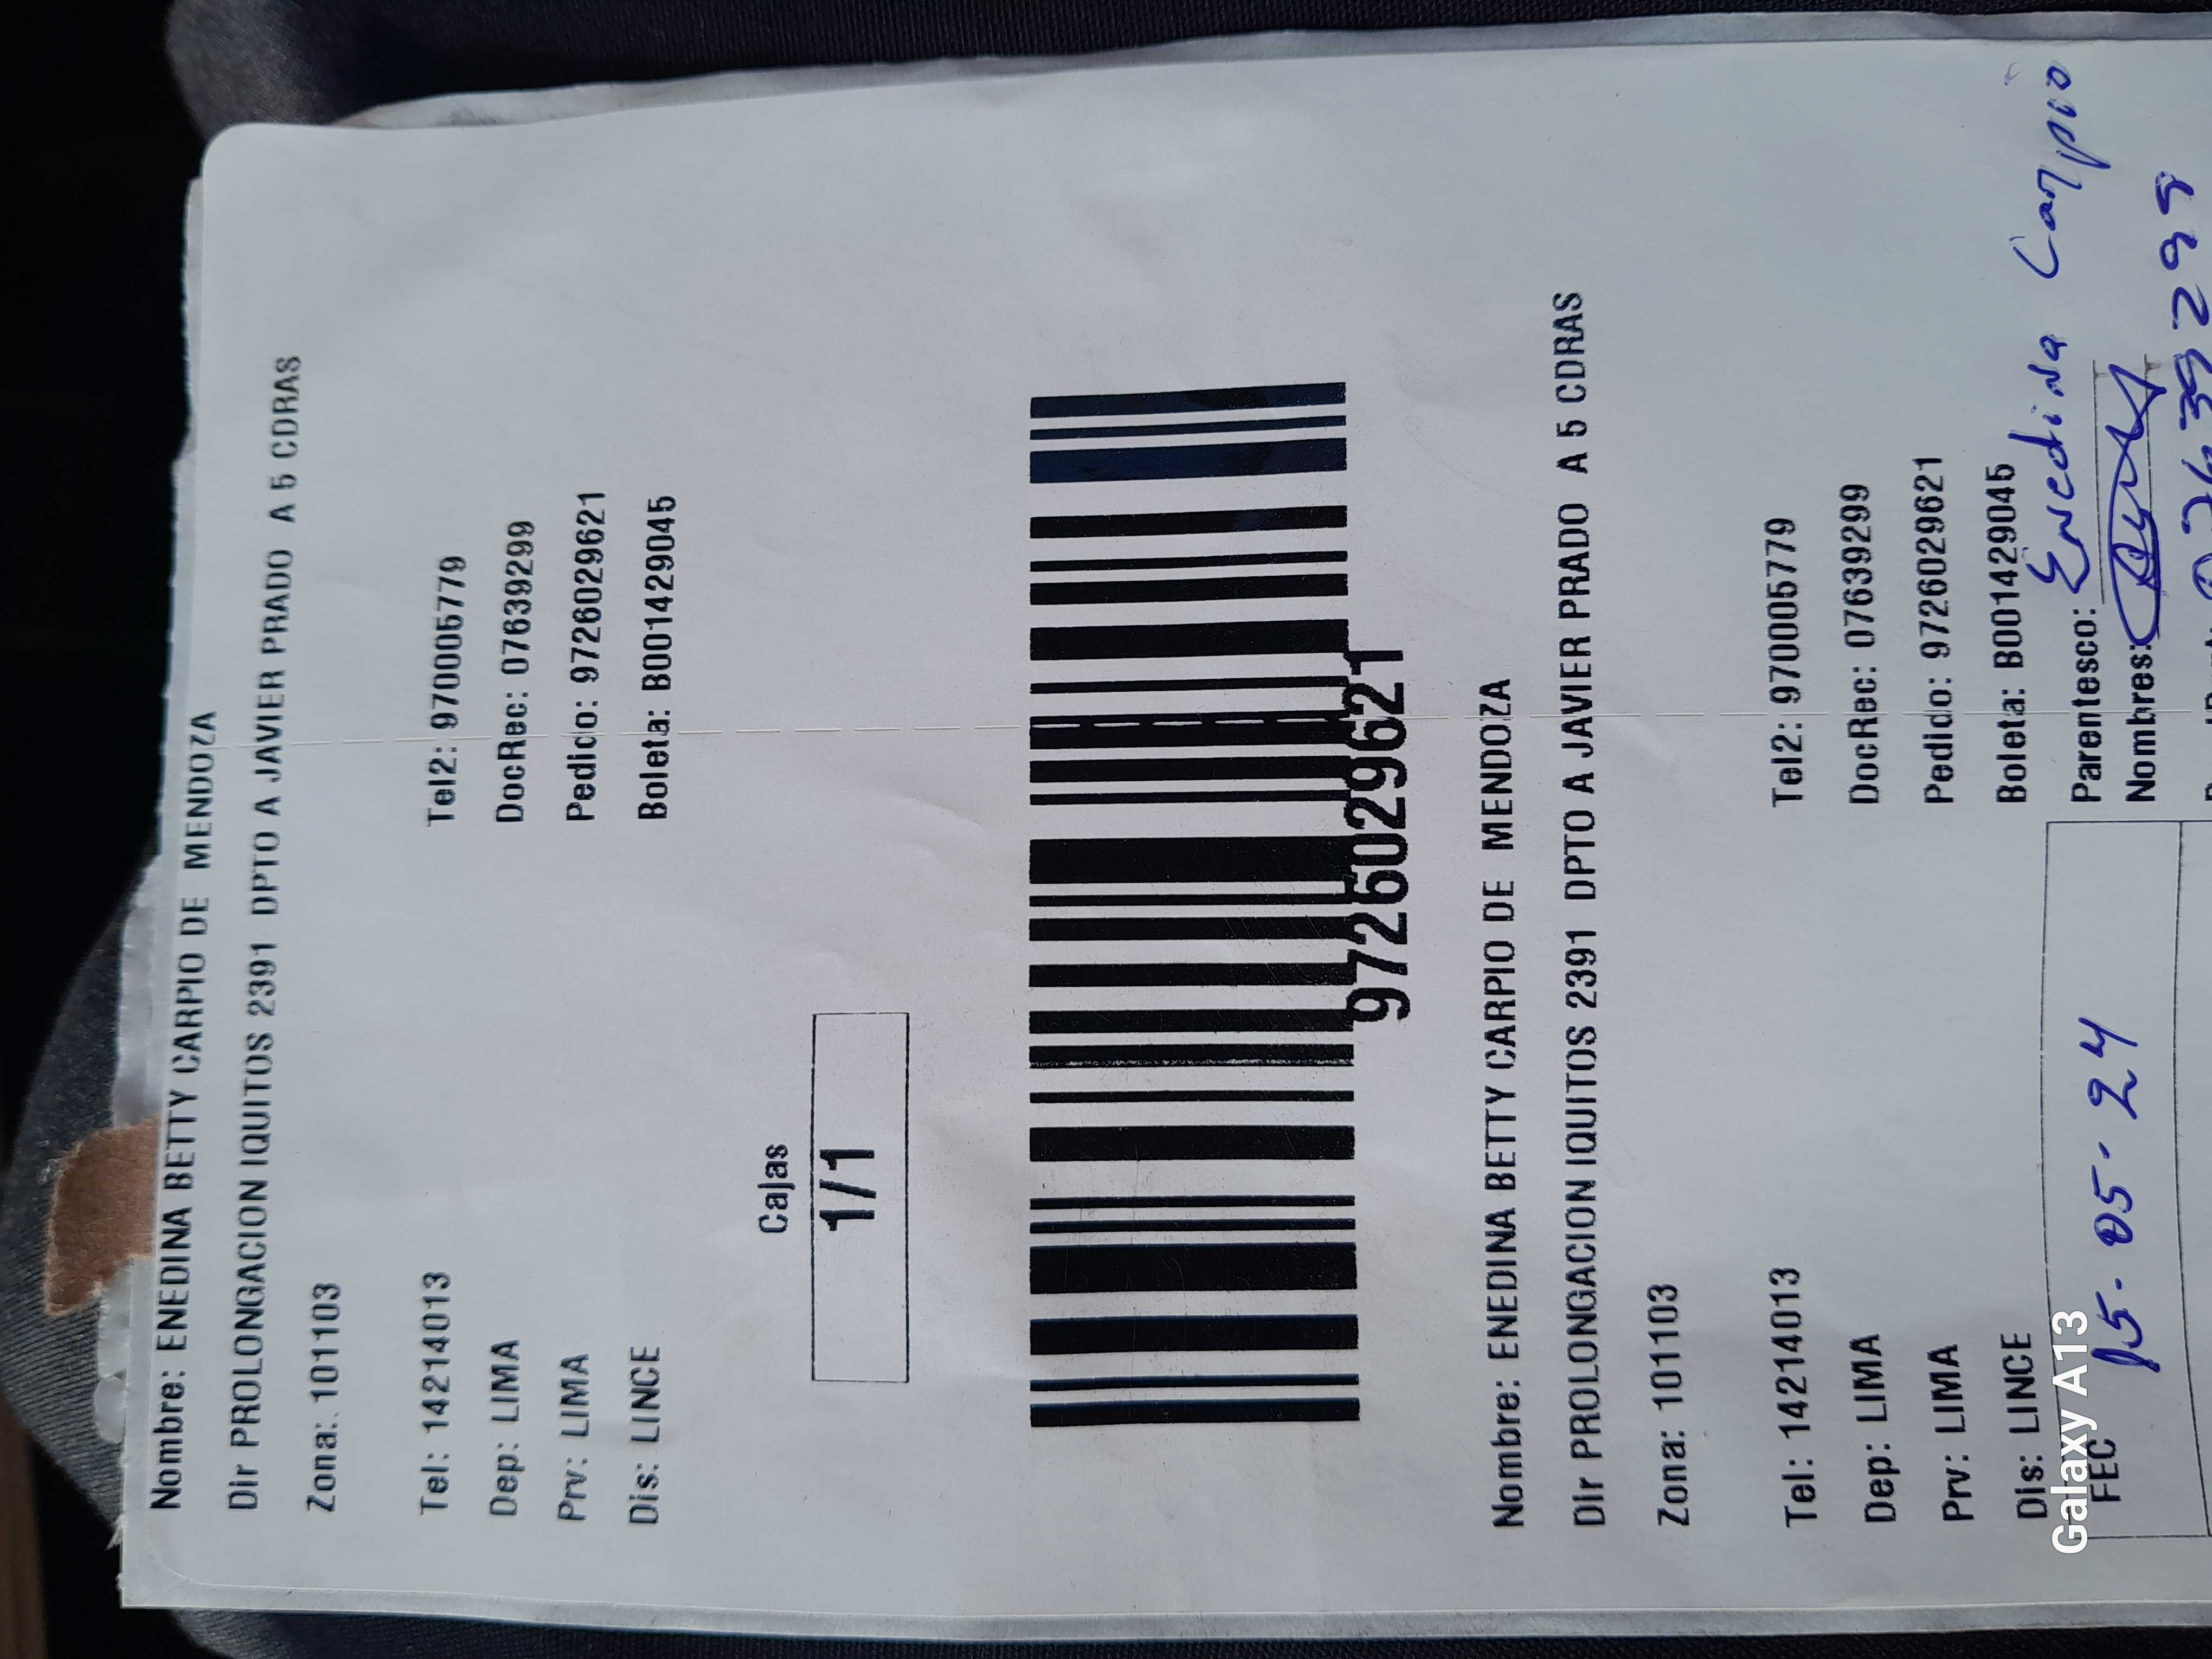 Nombre: ENEDINA BETTY CARPIO DE MENDOZA
Dir PROLONGACION IQUITOS 2391 DPTO A JAVIER PRADO A 5 CDRAS
Zona: 101103
Tel: 14214013 Tel2: 970005779
Dep: LIMA DocRec: 07639299
Prv: LIMA Pedido: 9726029621
Dis: LINCE Boleta: B001429045
Cajas
1/1
9726029621
Nombre: ENEDINA BETTY CARPIO DE MENDOZA
Dir PROLONGACION IQUITOS 2391 DPTO A JAVIER PRADO A 5 CDRAS
Zona: 101103
Tel: 14214013 Tel2: 970005779
Dep: LIMA DocRec: 07639299
Prv: LIMA Pedido: 9726029621
Dis: LINCE Boleta: B001429045
FEC 15-05-24 Parentesco: Enedina Carpio
Nombres:
07639299
Galaxy A13